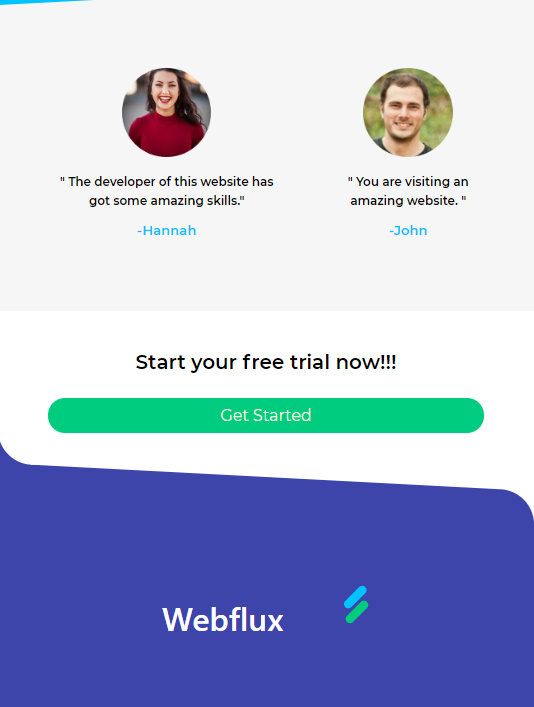 " The developer of this website has
got some amazing skills."
-Hannah
" You are visiting an
amazing website. "
-John
Start your free trial now!!!
Get Started
Webflux